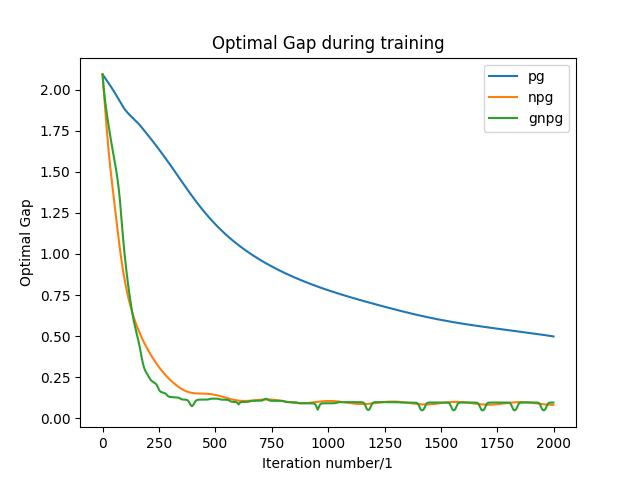 Optimal Gap during training
pg
npg
gnpg
Optimal Gap
2.00
1.75
1.50
1.25
1.00
0.75
0.50
0.25
0.00
0 250 500 750 1000 1250 1500 1750 2000
Iteration number/1